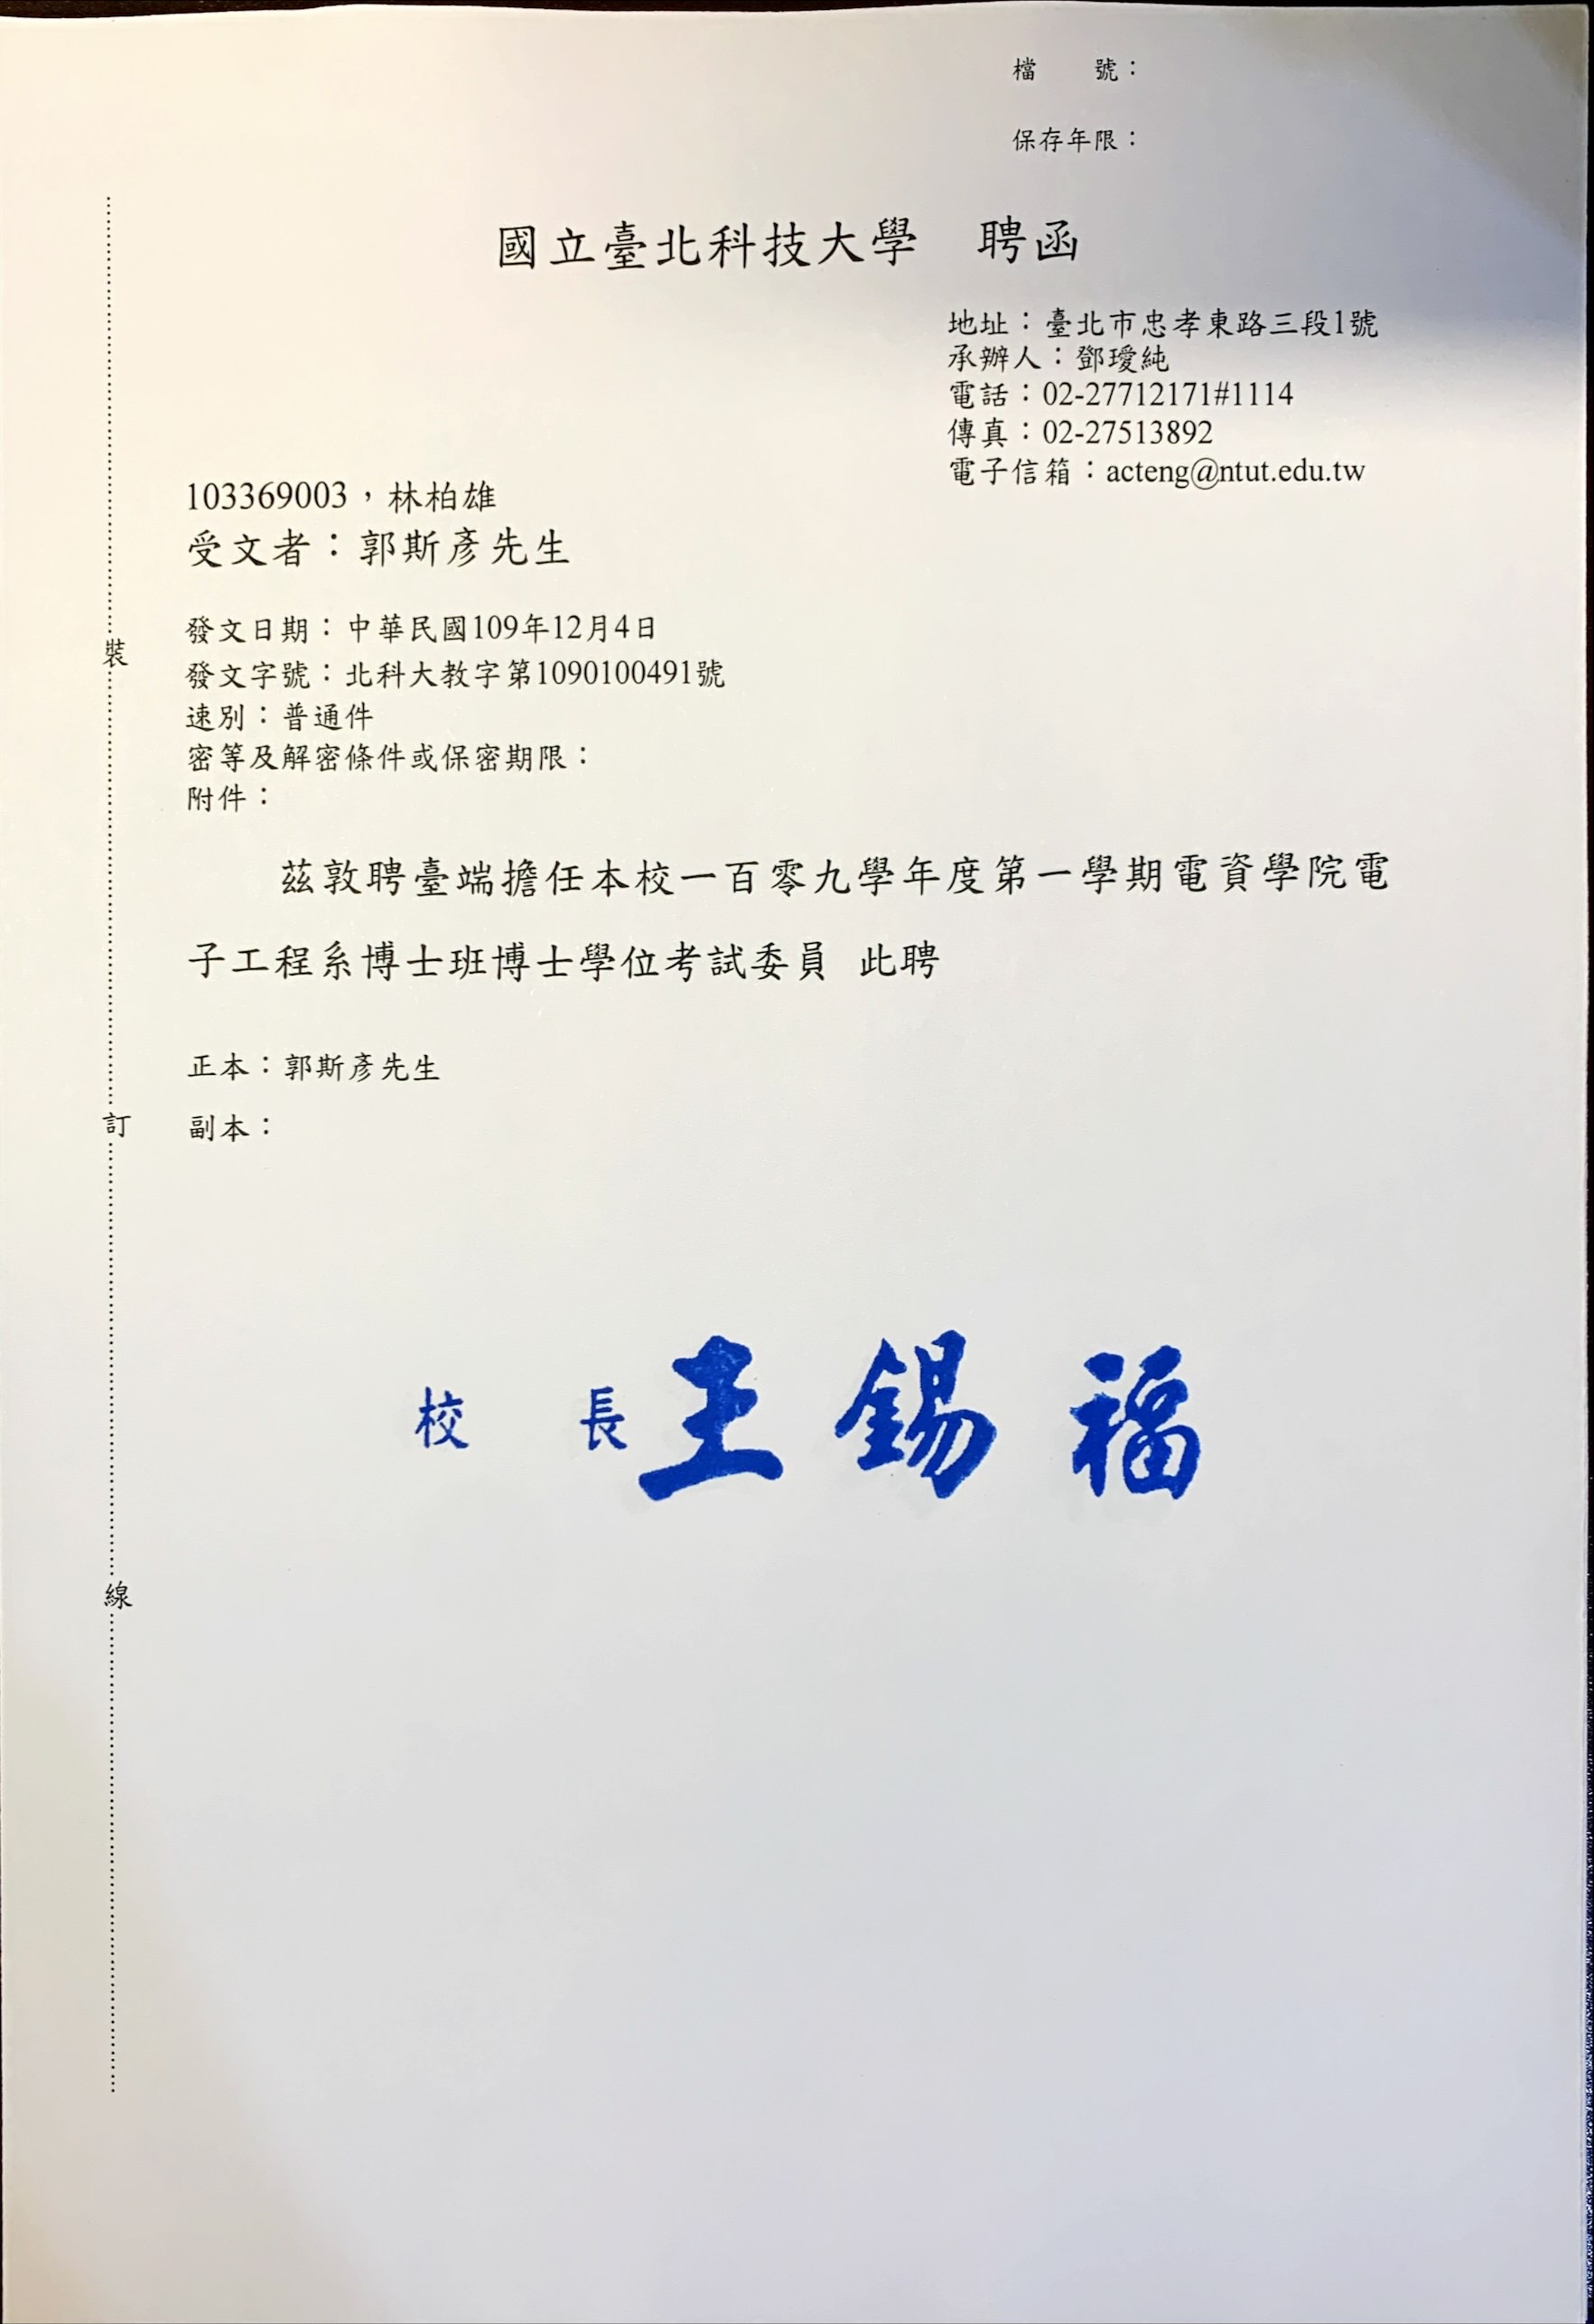 檔　　號：
保存年限：
國立臺北科技大學　聘函
地址：臺北市忠孝東路三段1號
承辦人：鄧璦純
電話：02-27712171#1114
傳真：02-27513892
電子信箱：acteng@ntut.edu.tw
103369003，林柏雄
受文者：郭斯彥先生
發文日期：中華民國109年12月4日
發文字號：北科大教字第1090100491號
速別：普通件
密等及解密條件或保密期限：
附件：
茲敦聘臺端擔任本校一百零九學年度第一學期電資學院電
子工程系博士班博士學位考試委員 此聘
正本：郭斯彥先生
副本：
校　長 王錫福
裝
訂
線